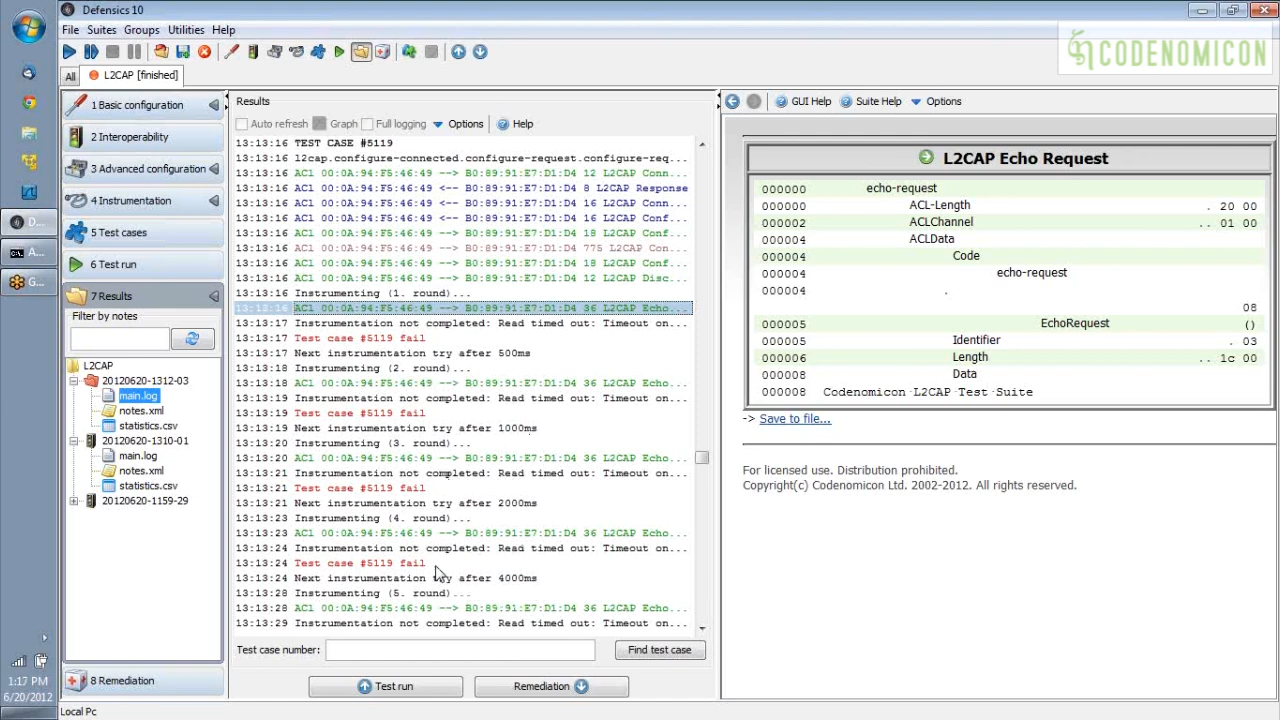 Defensics 10
File Suites Groups Utilities Help
CODENOMICON
All L2CAP [finished]
1 Basic configuration
2 Interoperability
3 Advanced configuration
4 Instrumentation
5 Test cases
6 Test run
7 Results
Filter by notes
L2CAP
20120620-1312-03
main.log
notes.xml
statistics.csv
20120620-1310-01
main.log
notes.xml
statistics.csv
20120620-1159-29
8 Remediation
Results
Auto refresh Graph Full logging Options Help
13:13:16 TEST CASE #5119
13:13:16 l2cap.configure-connected.configure-request.configure-req...
13:13:16 AC1 00:0A:94:F5:46:49 --> B0:89:91:E7:D1:D4 12 L2CAP Conn...
13:13:16 AC1 00:0A:94:F5:46:49 <-- B0:89:91:E7:D1:D4 8 L2CAP Response
13:13:16 AC1 00:0A:94:F5:46:49 <-- B0:89:91:E7:D1:D4 16 L2CAP Conn...
13:13:16 AC1 00:0A:94:F5:46:49 <-- B0:89:91:E7:D1:D4 16 L2CAP Conf...
13:13:16 AC1 00:0A:94:F5:46:49 --> B0:89:91:E7:D1:D4 18 L2CAP Conf...
13:13:16 AC1 00:0A:94:F5:46:49 --> B0:89:91:E7:D1:D4 775 L2CAP Con...
13:13:16 AC1 00:0A:94:F5:46:49 --> B0:89:91:E7:D1:D4 18 L2CAP Conf...
13:13:16 AC1 00:0A:94:F5:46:49 --> B0:89:91:E7:D1:D4 12 L2CAP Disc...
13:13:16 Instrumenting (1. round)...
13:13:16 AC1 00:0A:94:F5:46:49 --> B0:89:91:E7:D1:D4 36 L2CAP Echo...
13:13:17 Instrumentation not completed: Read timed out: Timeout on...
13:13:17 Test case #5119 fail
13:13:17 Next instrumentation try after 500ms
13:13:18 Instrumenting (2. round)...
13:13:18 AC1 00:0A:94:F5:46:49 --> B0:89:91:E7:D1:D4 36 L2CAP Echo...
13:13:19 Instrumentation not completed: Read timed out: Timeout on...
13:13:19 Test case #5119 fail
13:13:19 Next instrumentation try after 1000ms
13:13:20 Instrumenting (3. round)...
13:13:20 AC1 00:0A:94:F5:46:49 --> B0:89:91:E7:D1:D4 36 L2CAP Echo...
13:13:21 Instrumentation not completed: Read timed out: Timeout on...
13:13:21 Test case #5119 fail
13:13:21 Next instrumentation try after 2000ms
13:13:23 Instrumenting (4. round)...
13:13:23 AC1 00:0A:94:F5:46:49 --> B0:89:91:E7:D1:D4 36 L2CAP Echo...
13:13:24 Instrumentation not completed: Read timed out: Timeout on...
13:13:24 Test case #5119 fail
13:13:24 Next instrumentation try after 4000ms
13:13:28 Instrumenting (5. round)...
13:13:28 AC1 00:0A:94:F5:46:49 --> B0:89:91:E7:D1:D4 36 L2CAP Echo...
13:13:29 Instrumentation not completed: Read timed out: Timeout on...
Test case number: Find test case
Test run Remediation
GUI Help Suite Help Options
L2CAP Echo Request
000000 echo-request
000000 ACL-Length . 20 00
000002 ACLChannel .. 01 00
000004 ACLData
000004 Code
000004 echo-request
000004 .
08
000005 EchoRequest ()
000005 Identifier . 03
000006 Length .. 1c 00
000008 Data
000008 Codenomicon L2CAP Test Suite
-> Save to file...
For licensed use. Distribution prohibited.
Copyright(c) Codenomicon Ltd. 2002-2012. All rights reserved.
D...
A...
G...
1:17 PM
6/20/2012
Local Pc